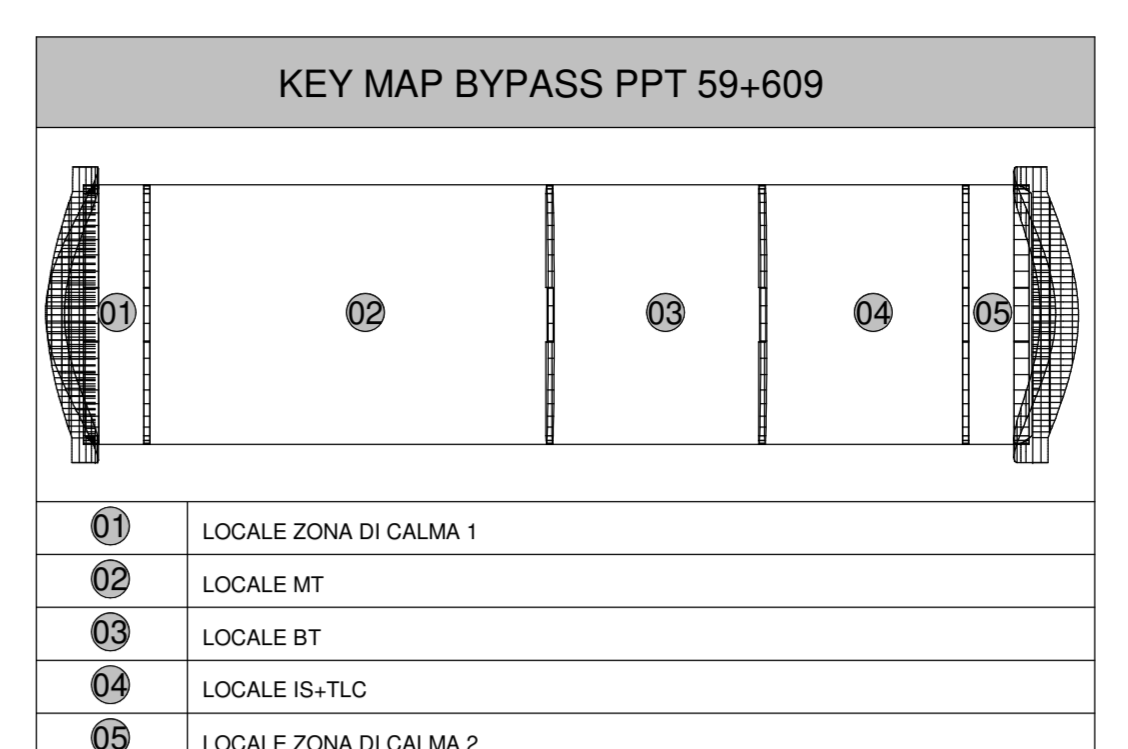 KEY MAP BYPASS PPT 59+609
01 02 03 04 05
01 LOCALE ZONA DI CALMA 1
02 LOCALE MT
03 LOCALE BT
04 LOCALE IS+TLC
05 LOCALE ZONA DI CALMA 2